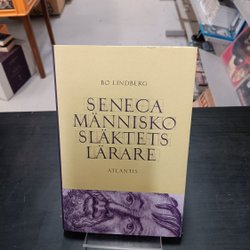 BO LINDBERG
SENECA
MÄNNISKO
SLÄKTETS
LÄRARE
ATLANTIS